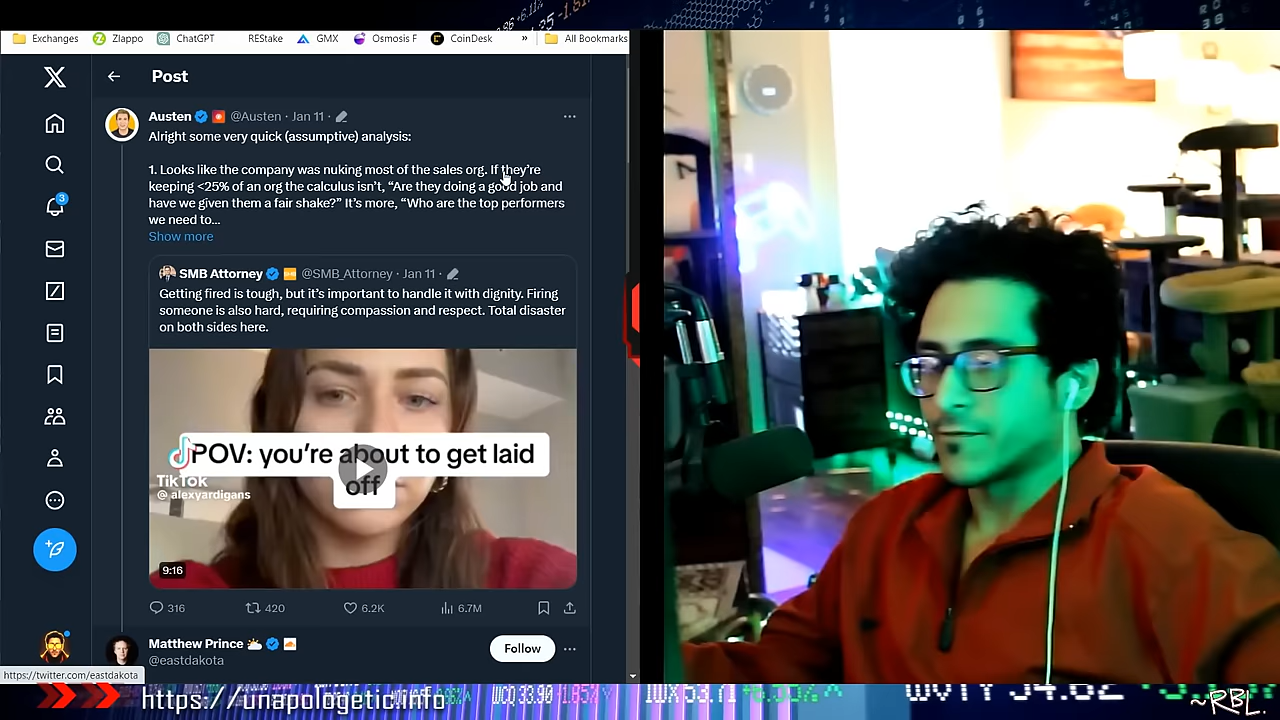 Exchanges Zlappo ChatGPT REStake GMX Osmosis F CoinDesk » All Bookmarks
Post
Austen @Austen · Jan 11 ·
Alright some very quick (assumptive) analysis:
1. Looks like the company was nuking most of the sales org. If they're
keeping <25% of an org the calculus isn't, "Are they doing a good job and
have we given them a fair shake?" It's more, "Who are the top performers
we need to...
Show more
SMB Attorney @SMB_Attorney · Jan 11 ·
Getting fired is tough, but it's important to handle it with dignity. Firing
someone is also hard, requiring compassion and respect. Total disaster
on both sides here.
POV: you're about to get laid
off
TikTok
@alexyardigans
9:16
316 420 6.2K 6.7M
3
Matthew Prince
@eastdakota
Follow
https://twitter.com/eastdakota
https://unapologetic.info
WCQ 33.90 1.85%
~RBL.